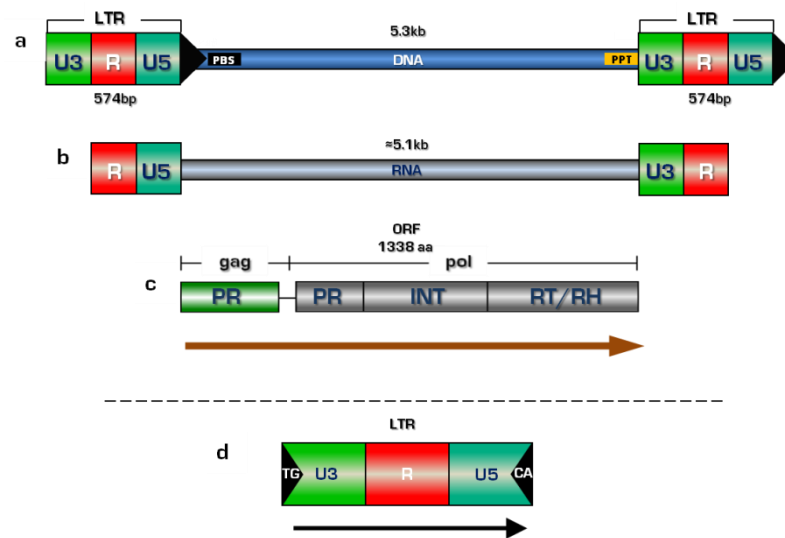 LTR 5.3kb LTR
a U3 R U5 PBS DNA PPT U3 R U5
574bp 574bp
b ≈5.1kb
R U5 RNA U3 R
ORF
1338 aa
gag pol
c PR PR INT RT/RH
LTR
d
TG U3 R U5 CA